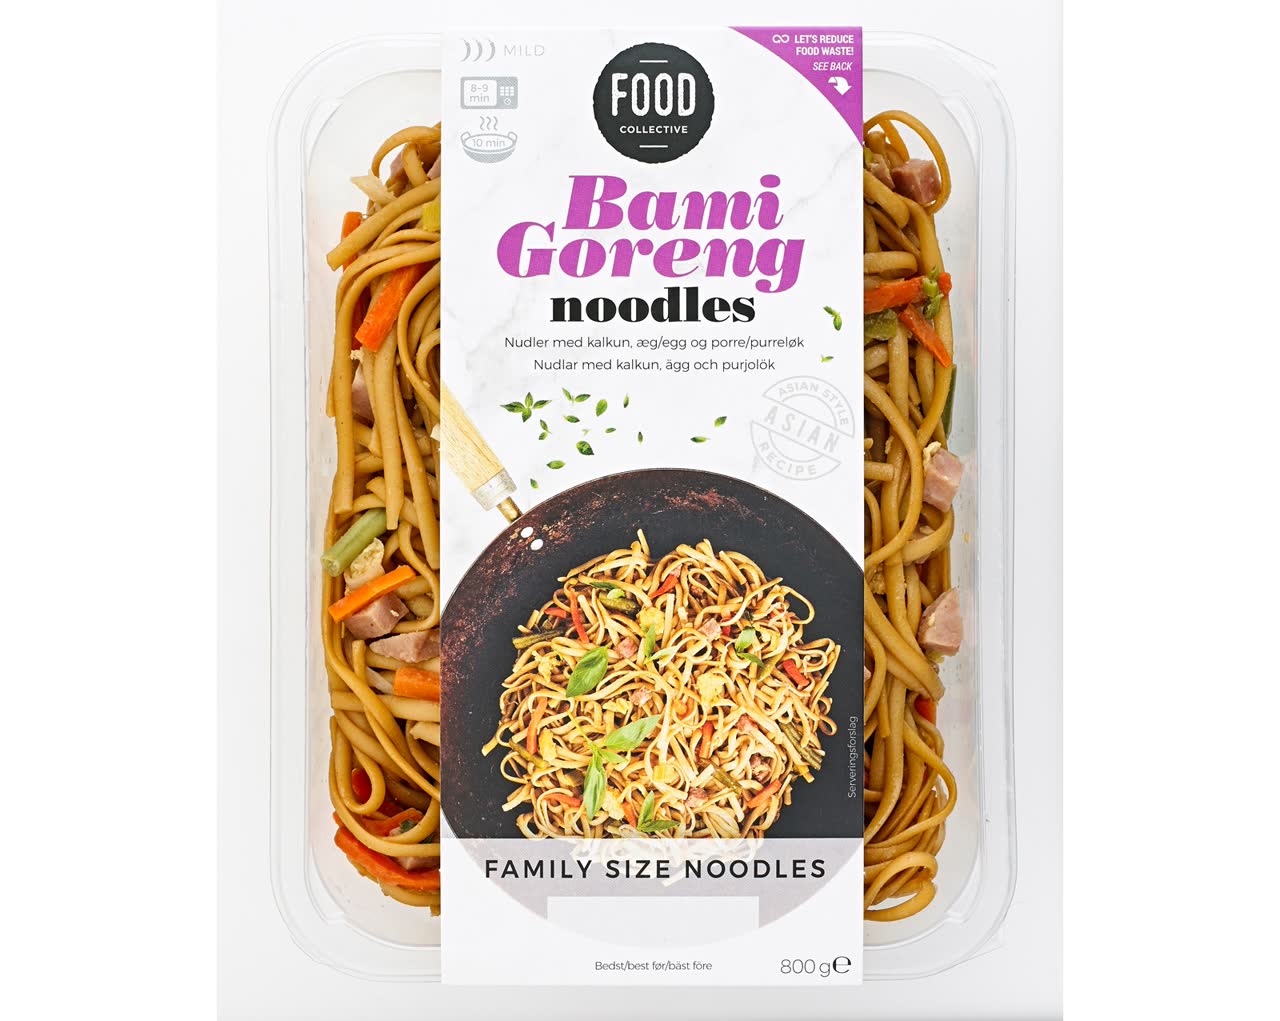 MILD
8-9
min
10 min
FOOD
COLLECTIVE
LET'S REDUCE
FOOD WASTE!
SEE BACK
Bami
Goreng
noodles
Nudler med kalkun, æg/egg og porre/purreløk
Nudlar med kalkun, ägg och purjolök
ASIAN STYLE
ASIAN
RECIPE
Serveringsforslag
FAMILY SIZE NOODLES
Bedst/best før/bäst före
800 g℮